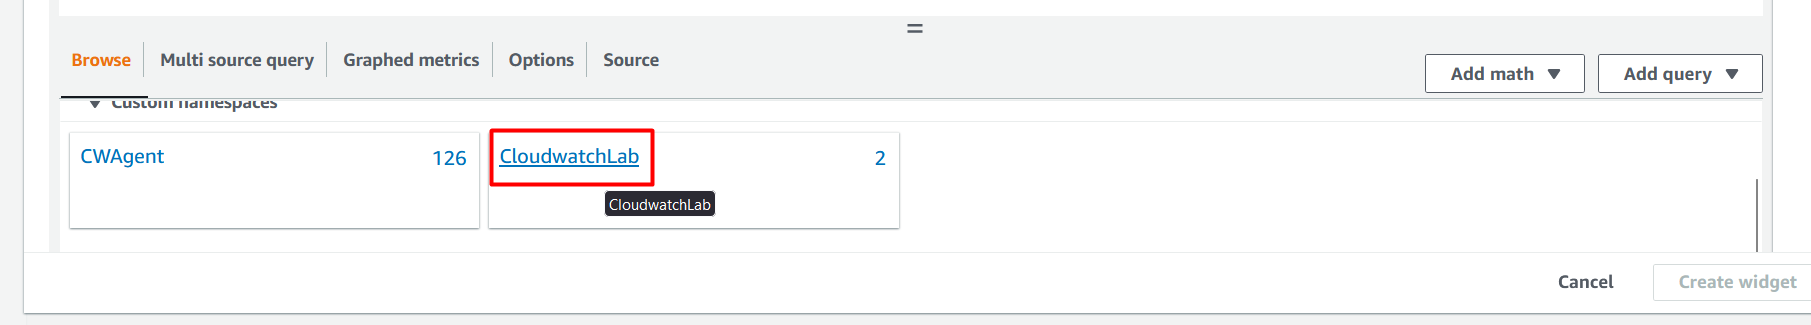 Browse
Multi source query
Graphed metrics
Options
Source
Add math
Add query
Custom namespaces
CWAgent
126
CloudwatchLab
2
CloudwatchLab
Cancel
Create widget